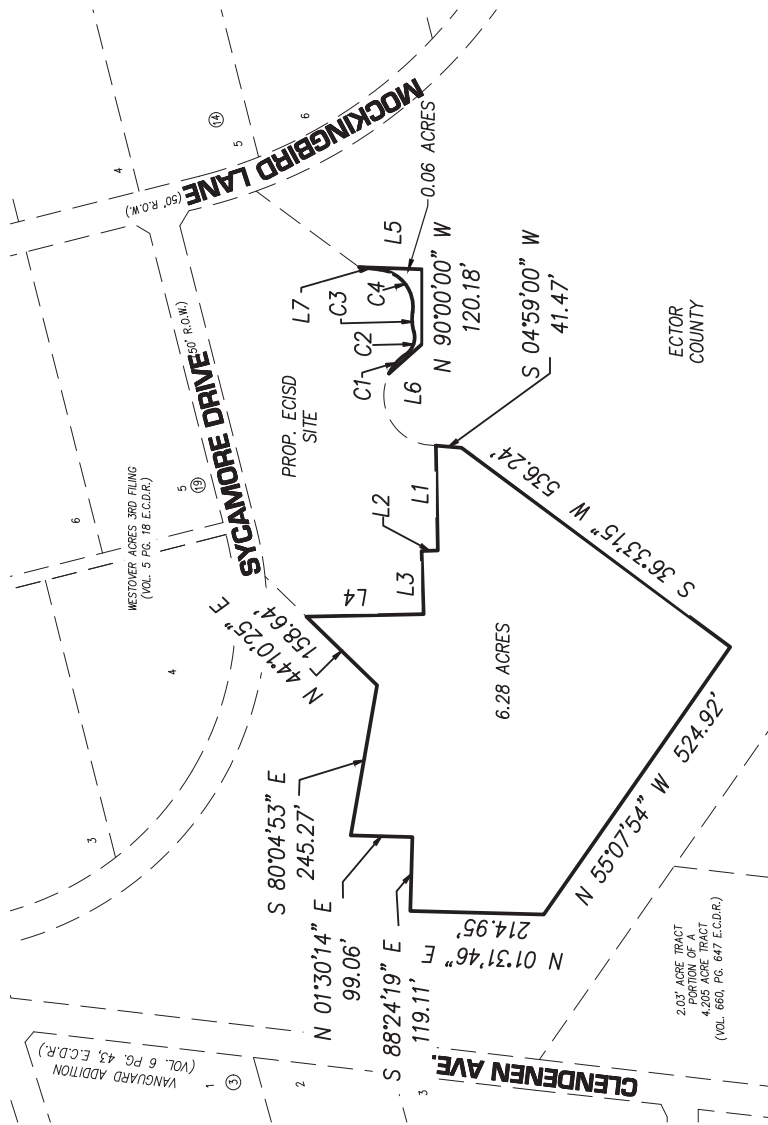 MOCKINGBIRD LANE
(50' R.O.W.)
4
14
5
6
SYCAMORE DRIVE
50' R.O.W.)
WESTOVER ACRES 3RD FILING
(VOL. 5 PG. 18 E.C.D.R.)
6
5
19
4
3
PROP. ECISD
SITE
0.06 ACRES
L7
C3
C4
L5
C2
C1
L6
N 90°00'00" W
120.18'
S 04°59'00" W
41.47'
ECTOR
COUNTY
L2
L1
L3
L4
N 44°10'25" E
158.64'
S 36°33'15" W 536.24'
6.28 ACRES
S 80°04'53" E
245.27'
N 01°30'14" E
99.06'
S 88°24'19" E
119.11'
N 01°31'46" E
214.95'
N 55°07'54" W 524.92'
2.03' ACRE TRACT
PORTION OF A
4.205 ACRE TRACT
(VOL. 660, PG. 647 E.C.D.R.)
CLENDENEN AVE.
VANGUARD ADDITION
(VOL. 6 PG. 43, E.C.D.R.)
1
3
2
3